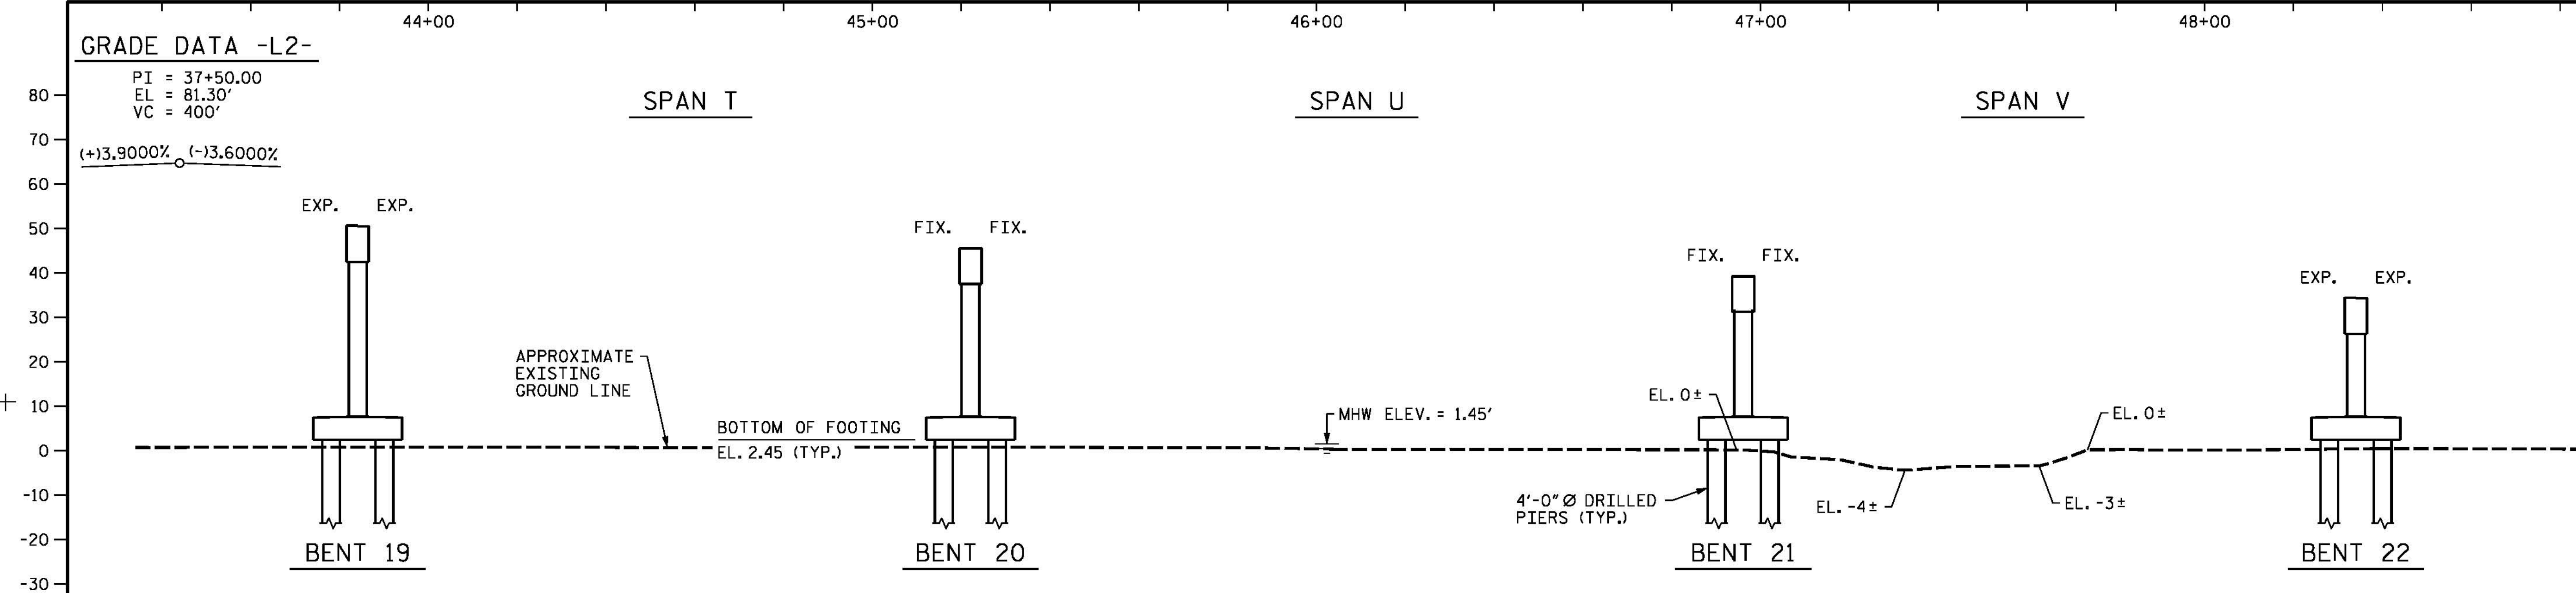 44+00
45+00
46+00
47+00
48+00
GRADE DATA -L2-
PI = 37+50.00
EL = 81.30'
VC = 400'
(+)3.9000% (-)3.6000%
80
70
60
50
40
30
20
10
0
-10
-20
-30
SPAN T
SPAN U
SPAN V
EXP. EXP.
FIX. FIX.
FIX. FIX.
EXP. EXP.
APPROXIMATE
EXISTING
GROUND LINE
BOTTOM OF FOOTING
EL. 2.45 (TYP.)
MHW ELEV. = 1.45'
EL. 0±
EL. 0±
4'-0"Ø DRILLED
PIERS (TYP.)
EL. -4±
EL. -3±
BENT 19
BENT 20
BENT 21
BENT 22